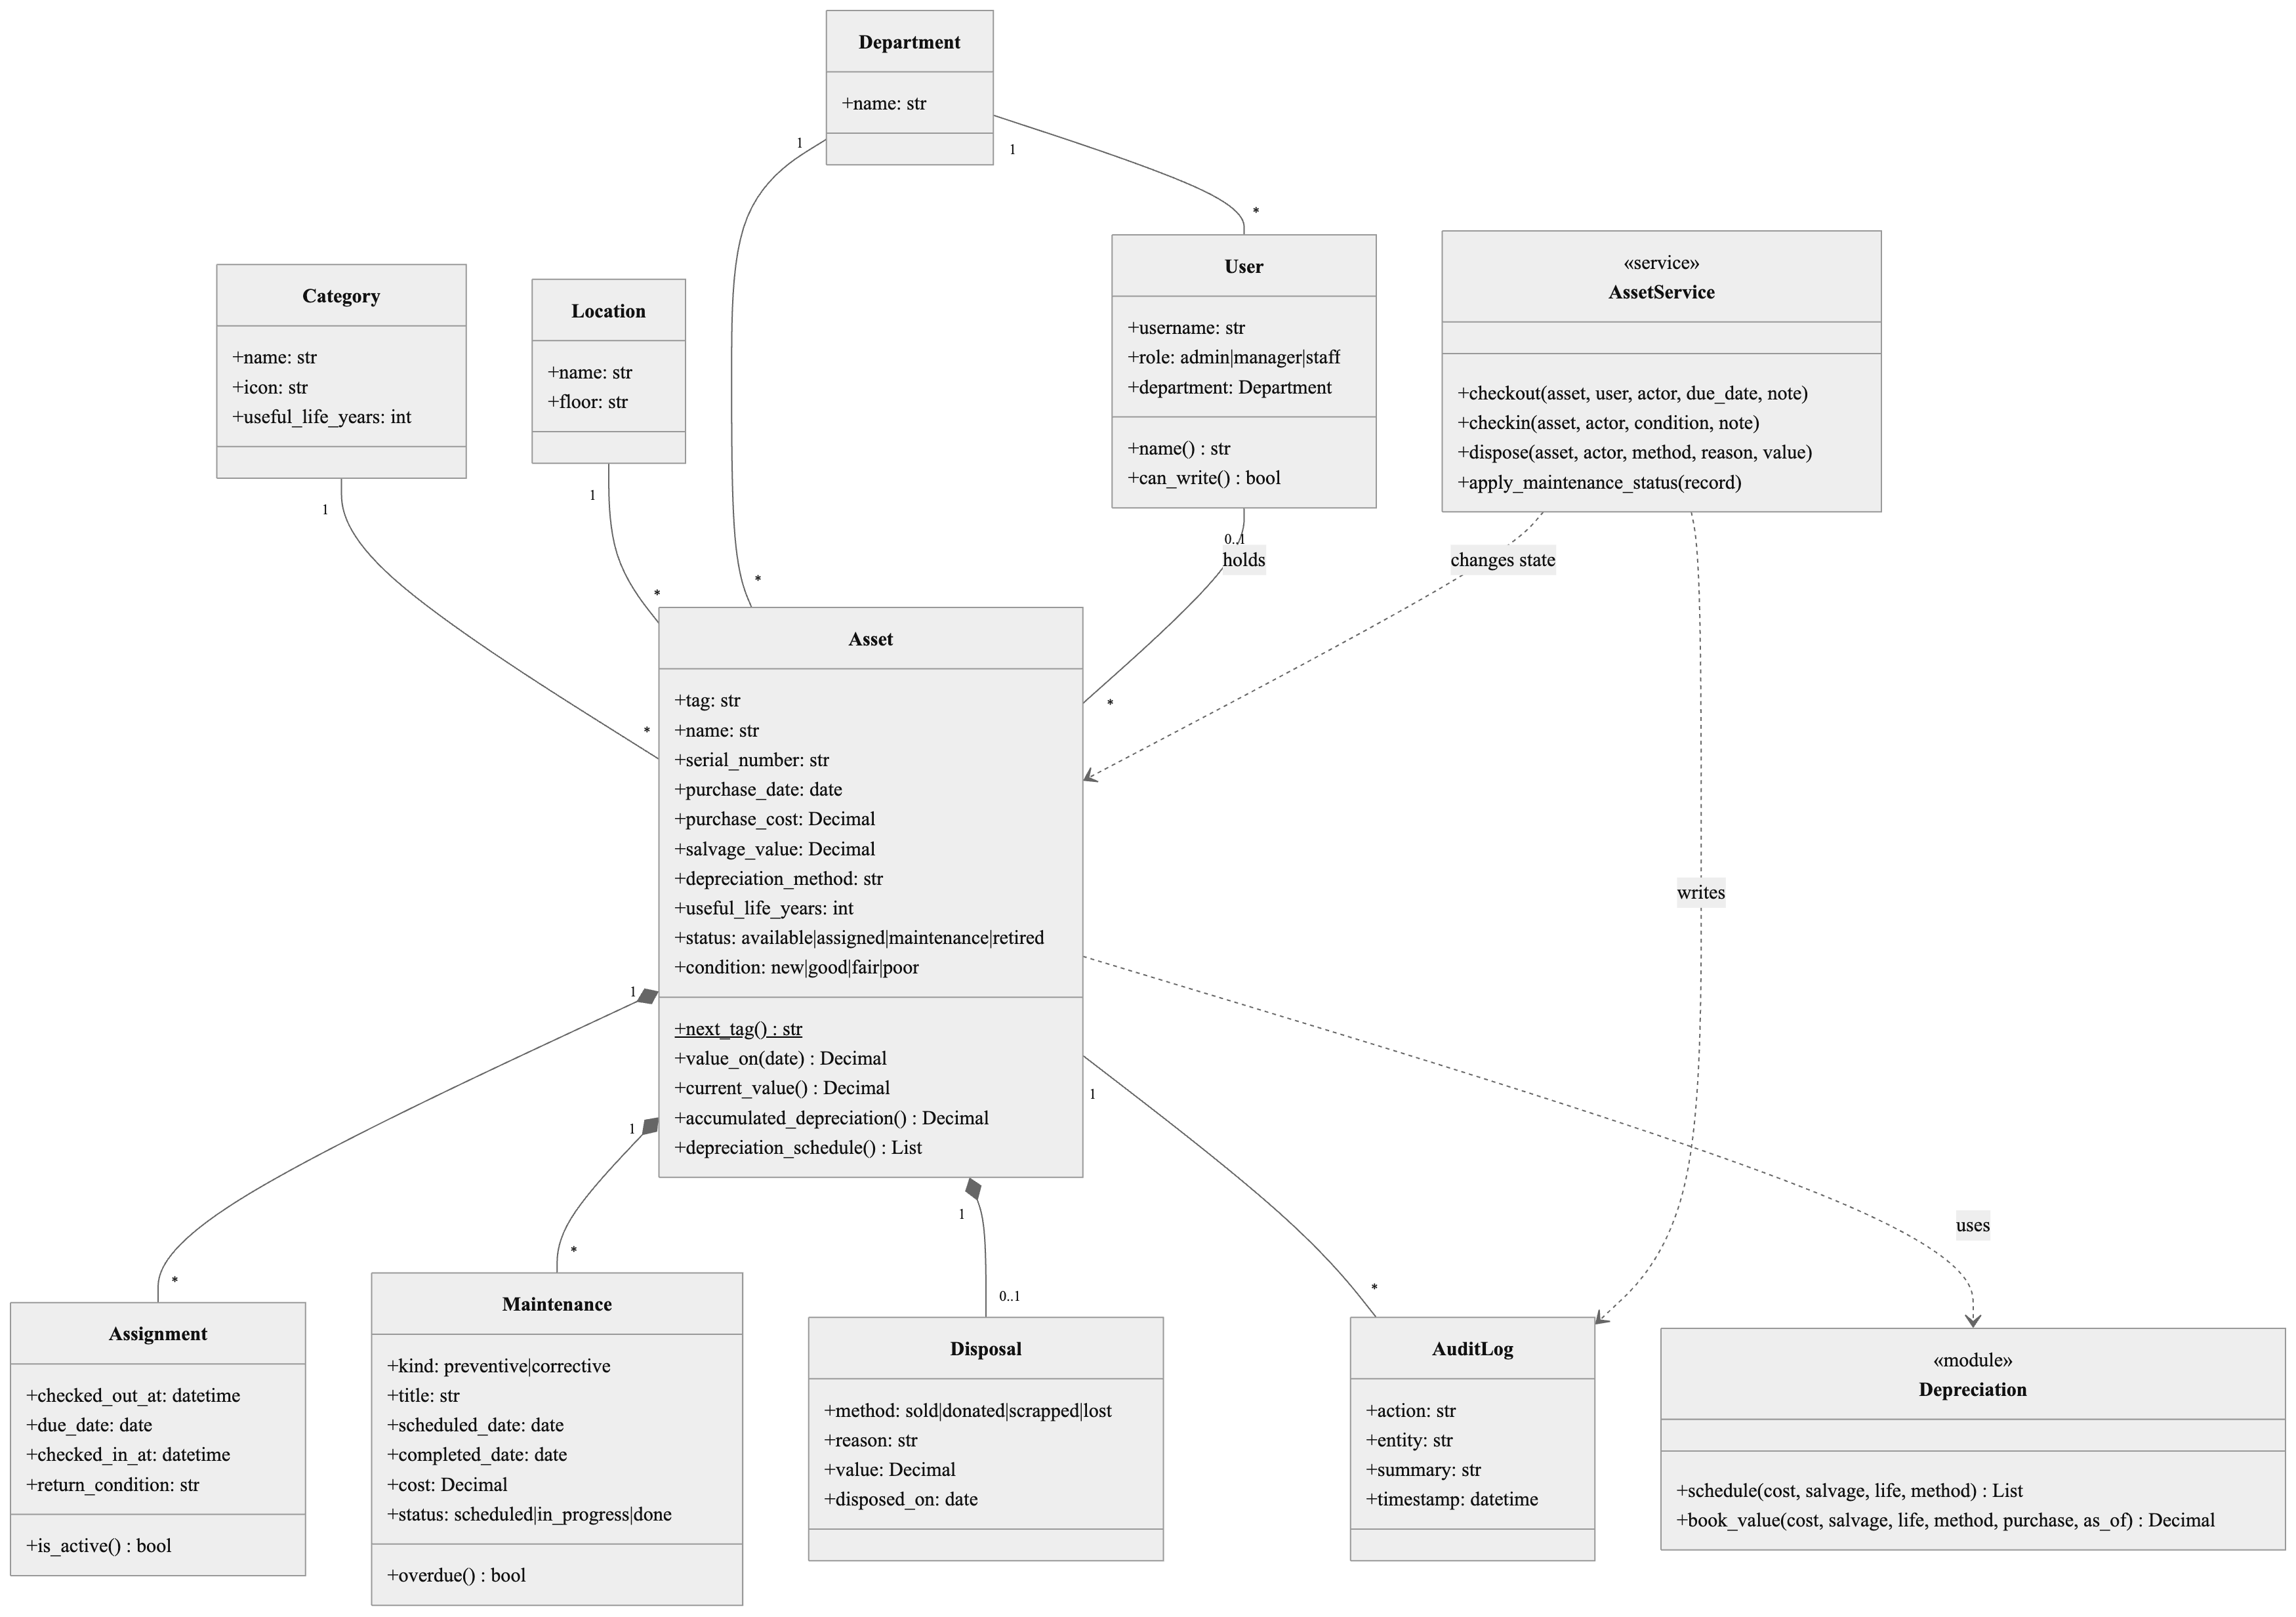 Department
+name: str
1
1
*
Category
+name: str
+icon: str
+useful_life_years: int
1
Location
+name: str
+floor: str
1
User
+username: str
+role: admin|manager|staff
+department: Department
+name() : str
+can_write() : bool
0..1
holds
«service»
AssetService
+checkout(asset, user, actor, due_date, note)
+checkin(asset, actor, condition, note)
+dispose(asset, actor, method, reason, value)
+apply_maintenance_status(record)
changes state
writes
*
*
*
*
Asset
+tag: str
+name: str
+serial_number: str
+purchase_date: date
+purchase_cost: Decimal
+salvage_value: Decimal
+depreciation_method: str
+useful_life_years: int
+status: available|assigned|maintenance|retired
+condition: new|good|fair|poor
+next_tag() : str
+value_on(date) : Decimal
+current_value() : Decimal
+accumulated_depreciation() : Decimal
+depreciation_schedule() : List
1
1
1
1
uses
*
*
0..1
*
Assignment
+checked_out_at: datetime
+due_date: date
+checked_in_at: datetime
+return_condition: str
+is_active() : bool
Maintenance
+kind: preventive|corrective
+title: str
+scheduled_date: date
+completed_date: date
+cost: Decimal
+status: scheduled|in_progress|done
+overdue() : bool
Disposal
+method: sold|donated|scrapped|lost
+reason: str
+value: Decimal
+disposed_on: date
AuditLog
+action: str
+entity: str
+summary: str
+timestamp: datetime
«module»
Depreciation
+schedule(cost, salvage, life, method) : List
+book_value(cost, salvage, life, method, purchase, as_of) : Decimal